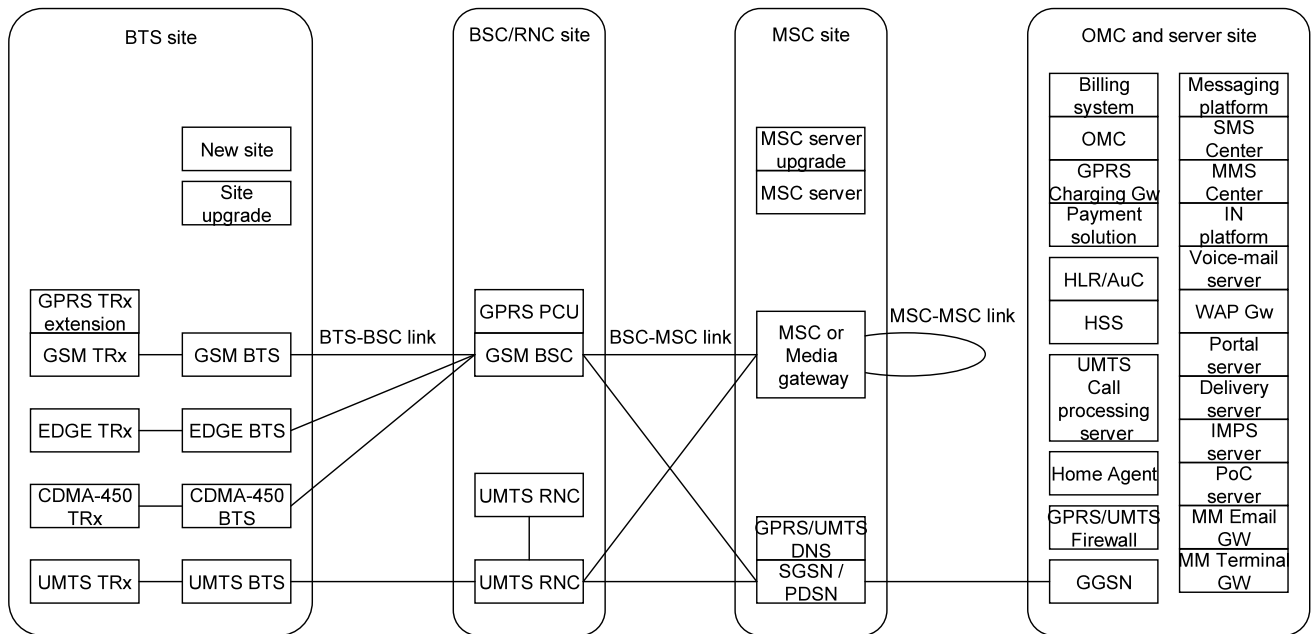 BTS site
New site
Site
upgrade
GPRS TRx
extension
GSM TRx
GSM BTS
EDGE TRx
EDGE BTS
CDMA-450
TRx
CDMA-450
BTS
UMTS TRx
UMTS BTS
BTS-BSC link
BSC/RNC site
GPRS PCU
GSM BSC
UMTS RNC
UMTS RNC
BSC-MSC link
MSC site
MSC server
upgrade
MSC server
MSC or
Media
gateway
MSC-MSC link
GPRS/UMTS
DNS
SGSN /
PDSN
OMC and server site
Billing
system
OMC
GPRS
Charging Gw
Payment
solution
HLR/AuC
HSS
UMTS
Call
processing
server
Home Agent
GPRS/UMTS
Firewall
GGSN
Messaging
platform
SMS
Center
MMS
Center
IN
platform
Voice-mail
server
WAP Gw
Portal
server
Delivery
server
IMPS
server
PoC
server
MM Email
GW
MM Terminal
GW